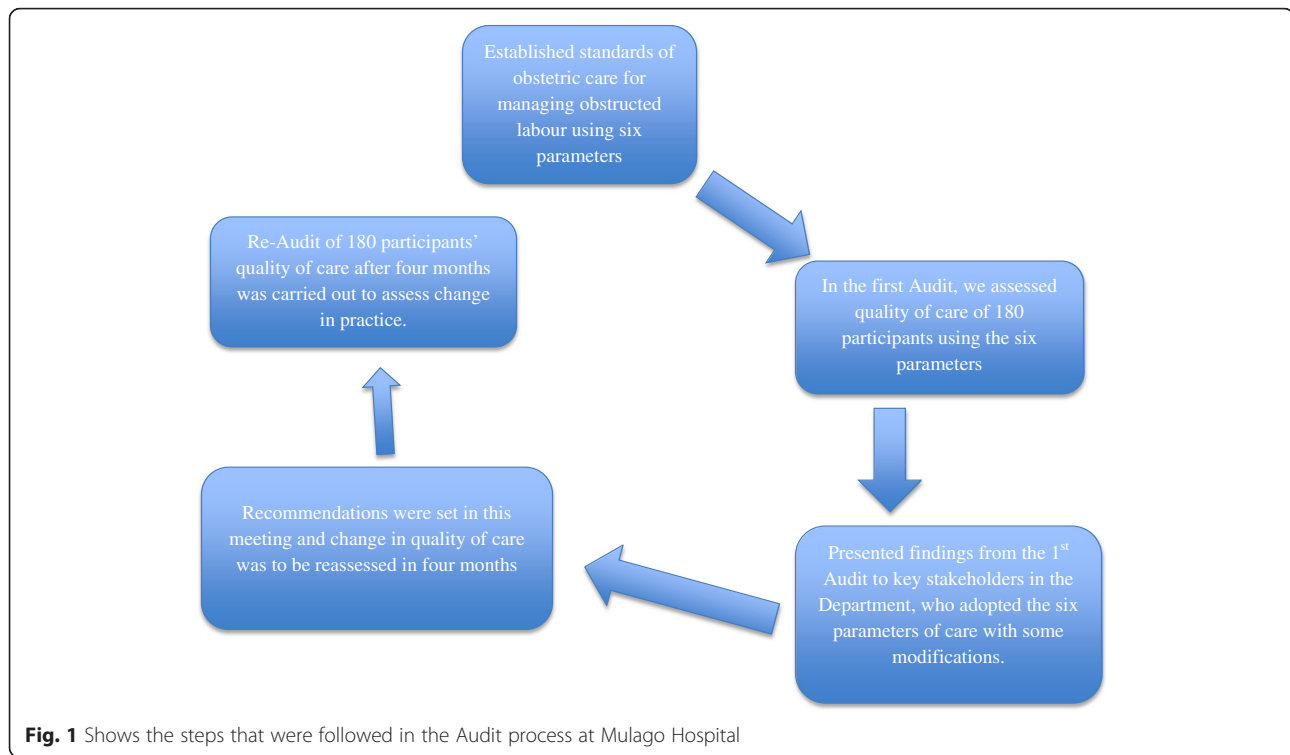 Established standards of
obstetric care for
managing obstructed
labour using six
parameters
In the first Audit, we assessed
quality of care of 180
participants using the six
parameters
Presented findings from the 1st
Audit to key stakeholders in the
Department, who adopted the six
parameters of care with some
modifications.
Recommendations were set in this
meeting and change in quality of care
was to be reassessed in four months
Re-Audit of 180 participants’
quality of care after four months
was carried out to assess change
in practice.
Fig. 1 Shows the steps that were followed in the Audit process at Mulago Hospital